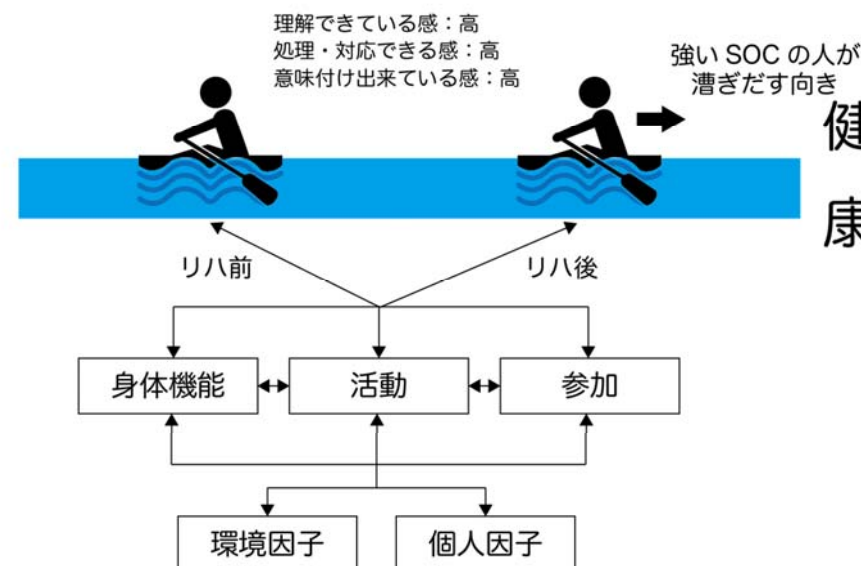 理解できている感：高
処理・対応できる感：高
意味付け出来ている感：高
強い SOC の人が
漕ぎだす向き
健
康
リハ前
リハ後
身体機能
活動
参加
環境因子
個人因子